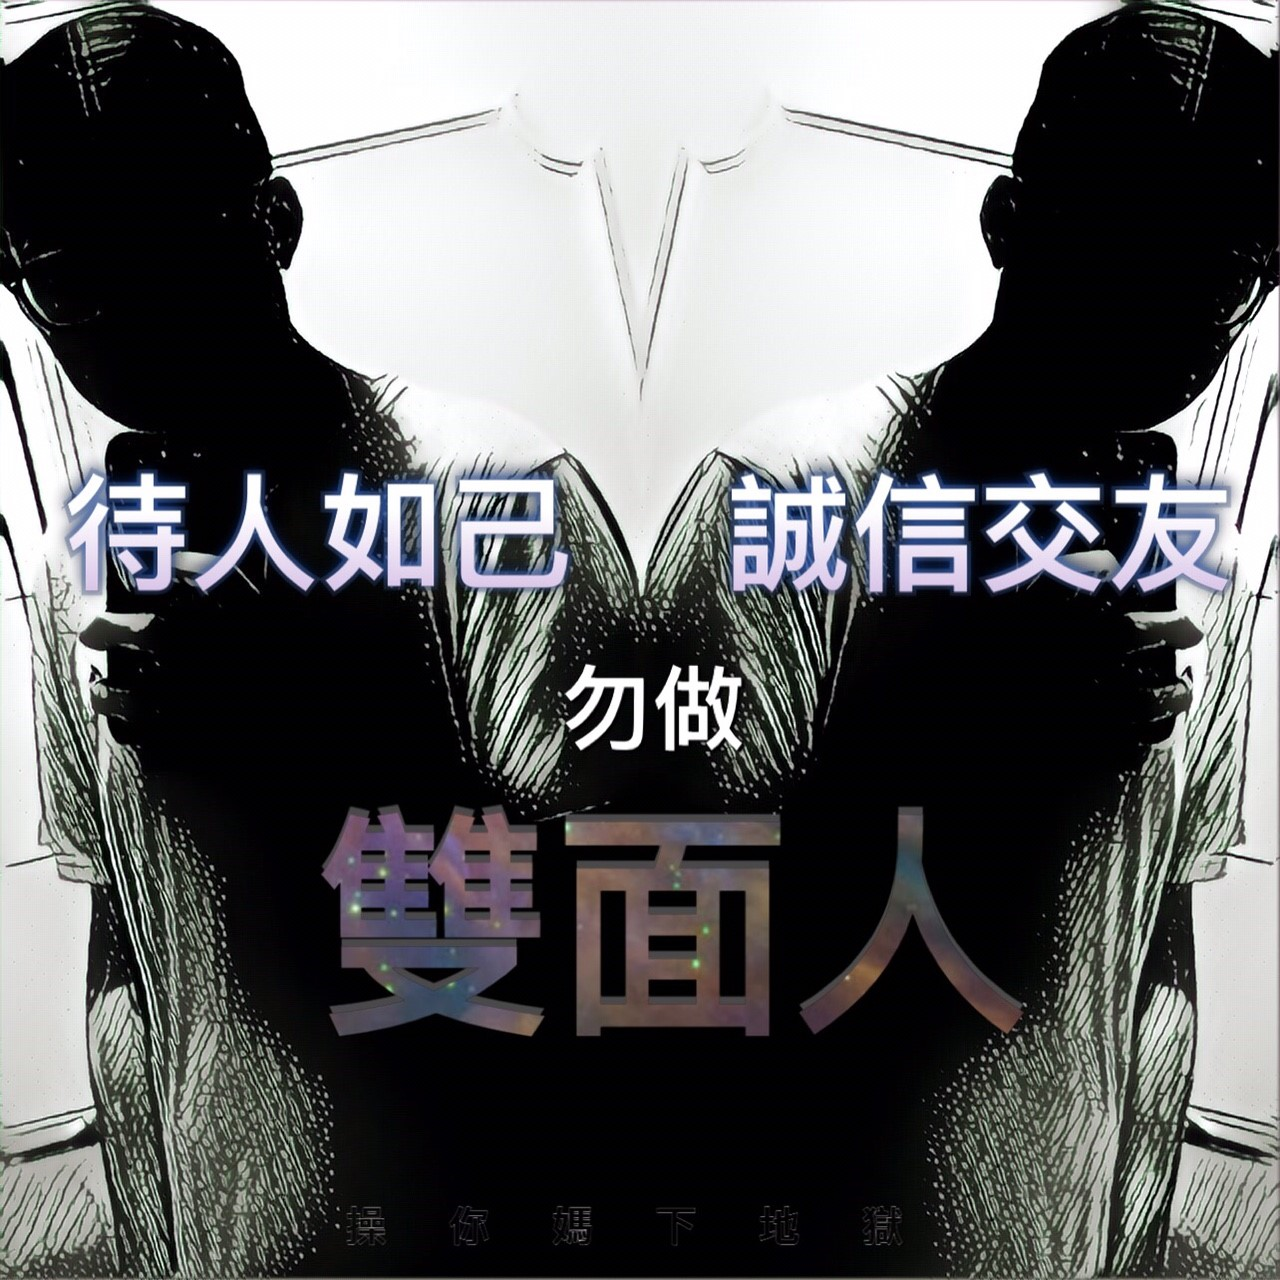 待人如己 誠信交友
勿做
雙面人
操你媽下地獄